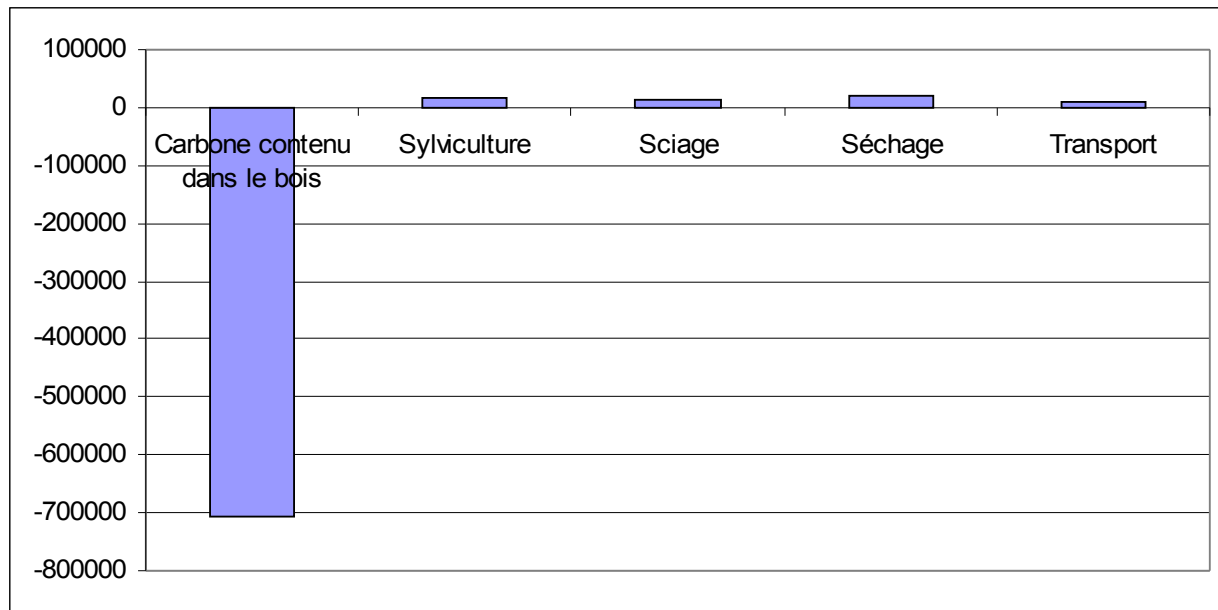 100000
0
-100000
-200000
-300000
-400000
-500000
-600000
-700000
-800000
Carbone contenu
dans le bois
Sylviculture
Sciage
Séchage
Transport